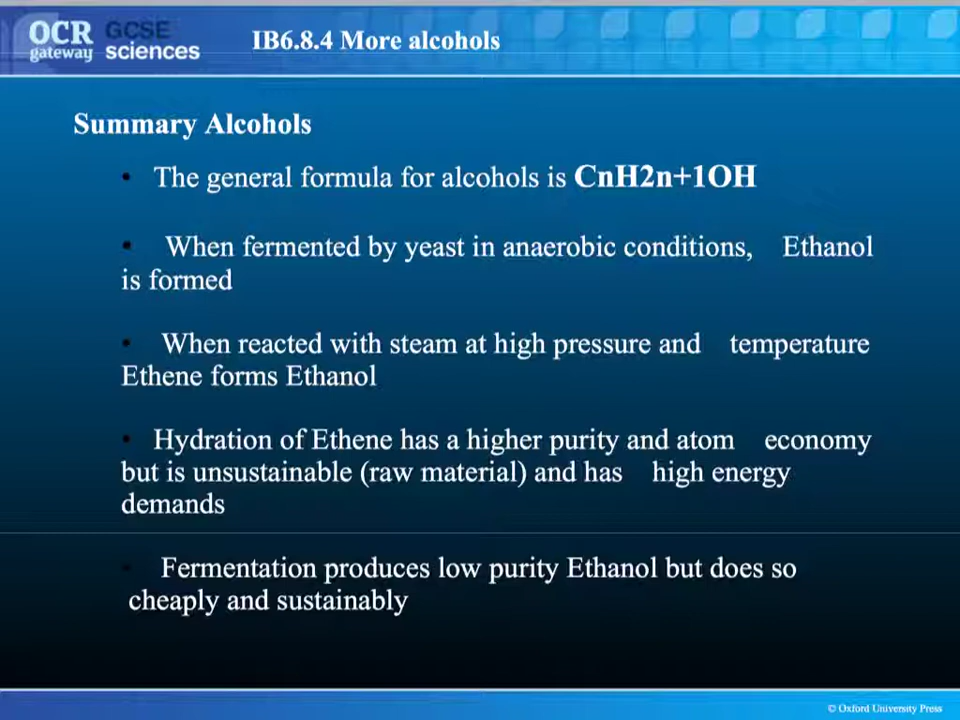 OCR GCSE
gateway sciences
IB6.8.4 More alcohols
Summary Alcohols
• The general formula for alcohols is CnH2n+1OH
• When fermented by yeast in anaerobic conditions, Ethanol
is formed
• When reacted with steam at high pressure and temperature
Ethene forms Ethanol
• Hydration of Ethene has a higher purity and atom economy
but is unsustainable (raw material) and has high energy
demands
• Fermentation produces low purity Ethanol but does so
cheaply and sustainably
© Oxford University Press